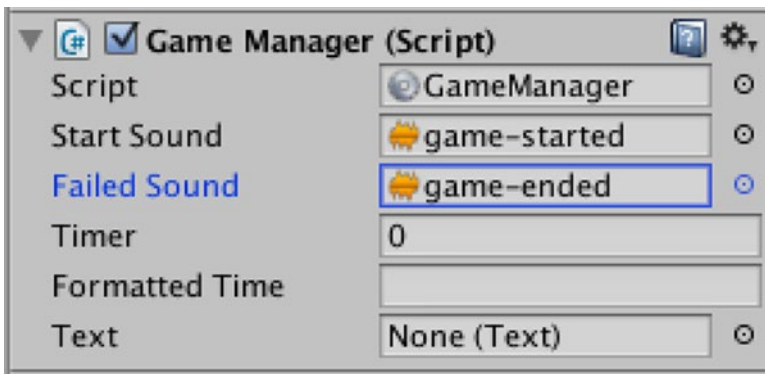 Game Manager (Script)
Script GameManager
Start Sound game-started
Failed Sound game-ended
Timer 0
Formatted Time
Text None (Text)